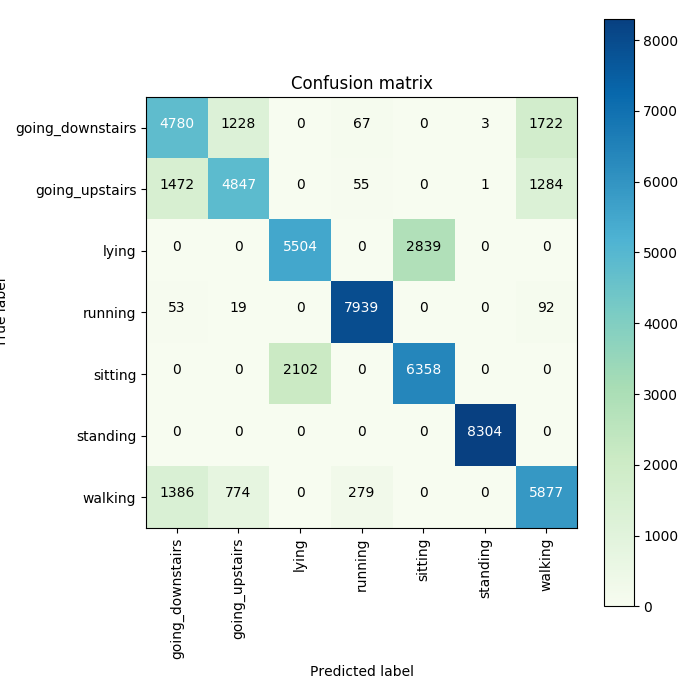 Confusion matrix
going_downstairs 4780 1228 0 67 0 3 1722
going_upstairs 1472 4847 0 55 0 1 1284
lying 0 0 5504 0 2839 0 0
running 53 19 0 7939 0 0 92
sitting 0 0 2102 0 6358 0 0
standing 0 0 0 0 0 8304 0
walking 1386 774 0 279 0 0 5877
going_downstairs going_upstairs lying running sitting standing walking
Predicted label
True label
8000
7000
6000
5000
4000
3000
2000
1000
0